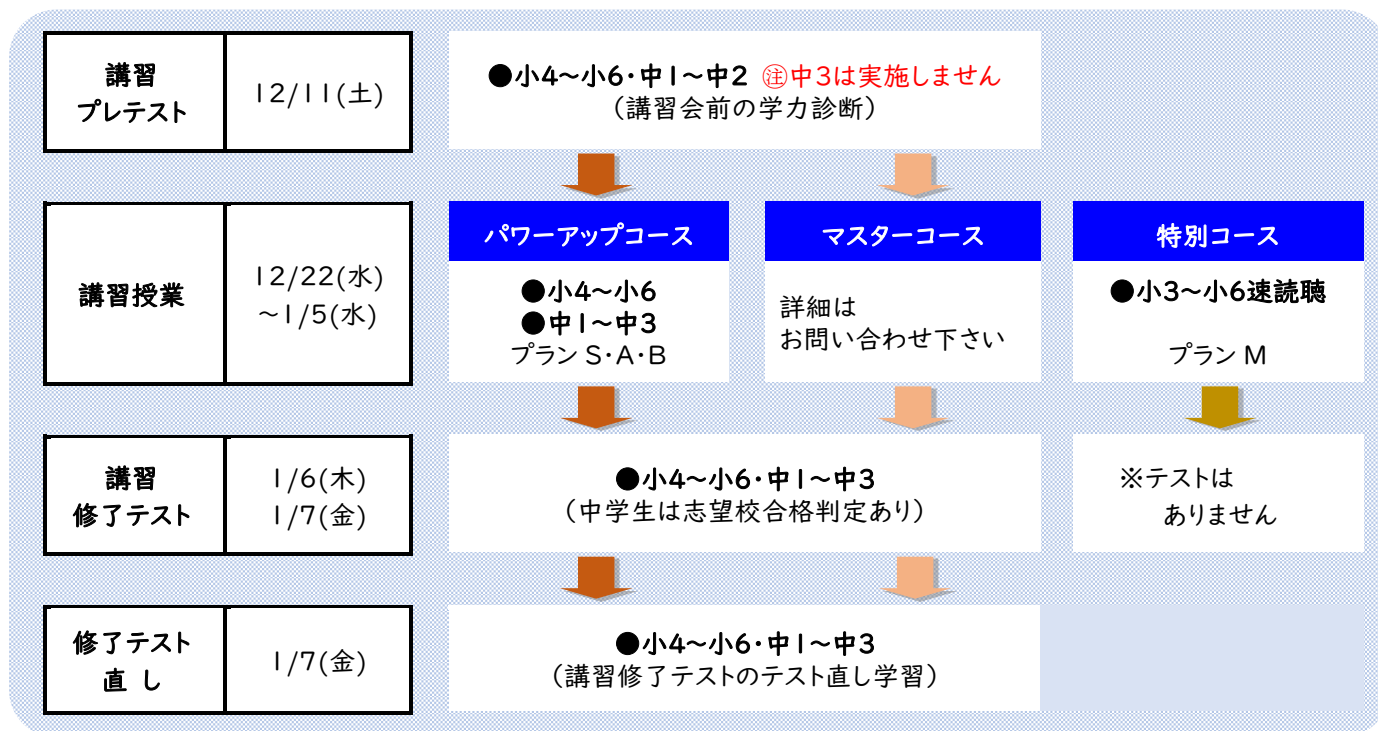 講習
プレテスト
12/11(土)
●小4～小6・中1～中2 ㊟中3は実施しません
(講習会前の学力診断)
講習授業
12/22(水)
～1/5(水)
パワーアップコース
●小4～小6
●中1～中3
プラン S・A・B
マスターコース
詳細は
お問い合わせ下さい
特別コース
●小3～小6速読聴
プラン M
講習
修了テスト
1/6(木)
1/7(金)
●小4～小6・中1～中3
(中学生は志望校合格判定あり)
※テストは
ありません
修了テスト
直 し
1/7(金)
●小4～小6・中1～中3
(講習修了テストのテスト直し学習)